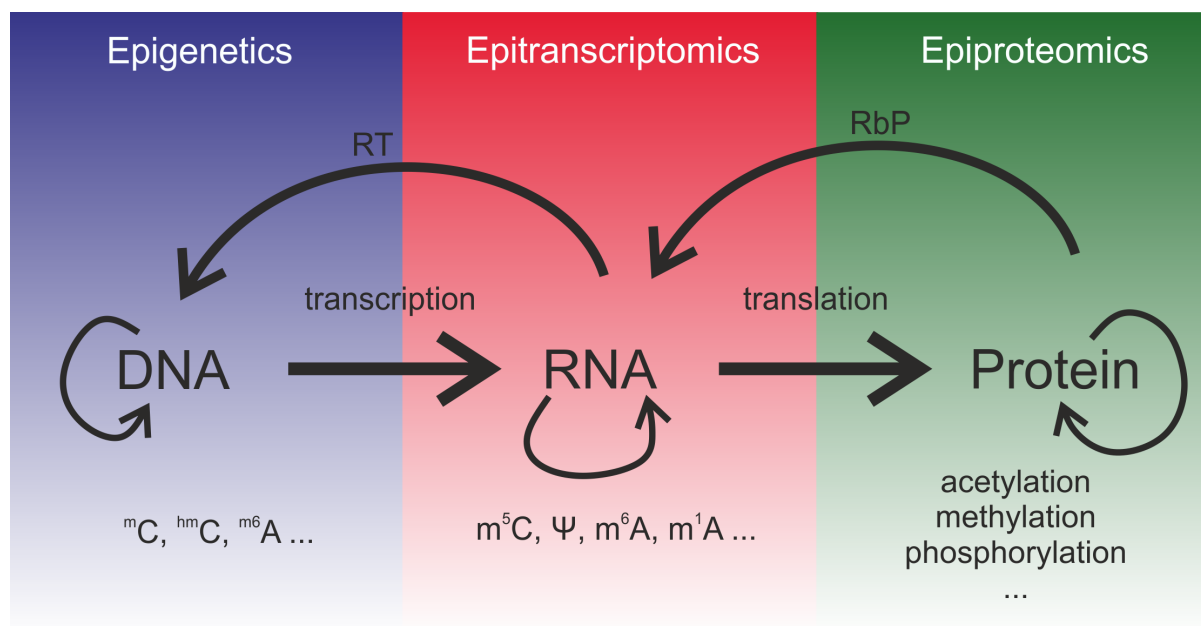 Epigenetics
Epitranscriptomics
Epiproteomics
RT
RbP
transcription
translation
DNA
RNA
Protein
ᵐC, ʰᵐC, ᵐ⁶A ...
m⁵C, Ψ, m⁶A, m¹A ...
acetylation
methylation
phosphorylation
...